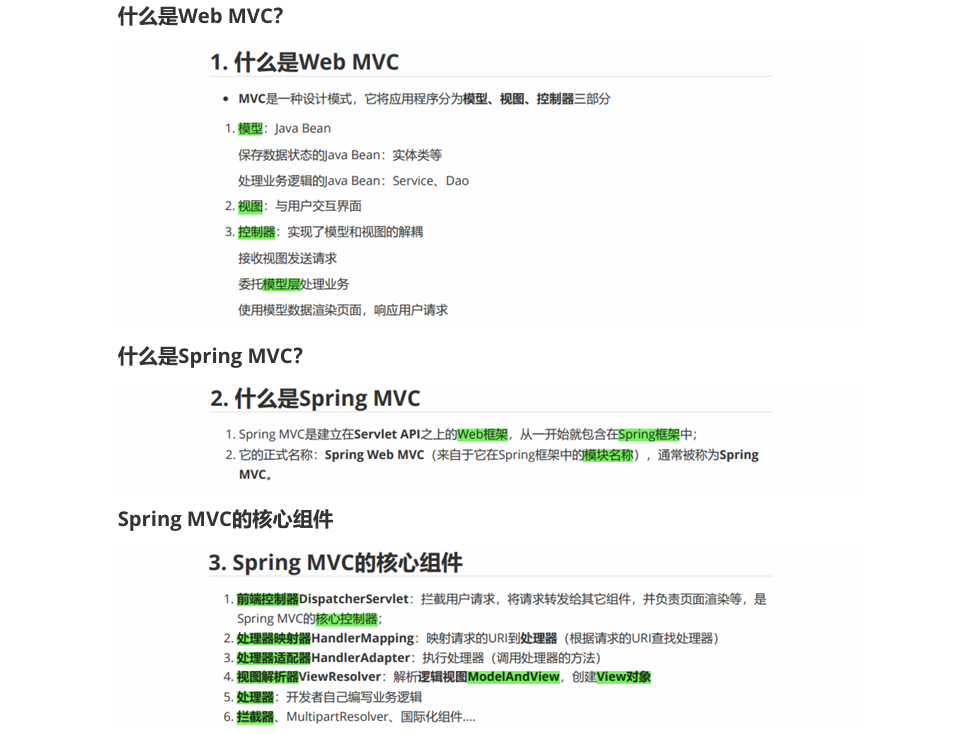 什么是Web MVC?
1. 什么是Web MVC
• MVC是一种设计模式，它将应用程序分为模型、视图、控制器三部分
1. 模型：Java Bean
保存数据状态的Java Bean：实体类等
处理业务逻辑的Java Bean：Service、Dao
2. 视图：与用户交互界面
3. 控制器：实现了模型和视图的解耦
接收视图发送请求
委托模型层处理业务
使用模型数据渲染页面，响应用户请求
什么是Spring MVC?
2. 什么是Spring MVC
1. Spring MVC是建立在Servlet API之上的Web框架，从一开始就包含在Spring框架中；
2. 它的正式名称：Spring Web MVC（来自于它在Spring框架中的模块名称），通常被称为Spring
MVC。
Spring MVC的核心组件
3. Spring MVC的核心组件
1. 前端控制器DispatcherServlet：拦截用户请求，将请求转发给其它组件，并负责页面渲染等，是
Spring MVC的核心控制器；
2. 处理器映射器HandlerMapping：映射请求的URI到处理器（根据请求的URI查找处理器）
3. 处理器适配器HandlerAdapter：执行处理器（调用处理器的方法）
4. 视图解析器ViewResolver：解析逻辑视图ModelAndView，创建View对象
5. 处理器：开发者自己编写业务逻辑
6. 拦截器、MultipartResolver、国际化组件....